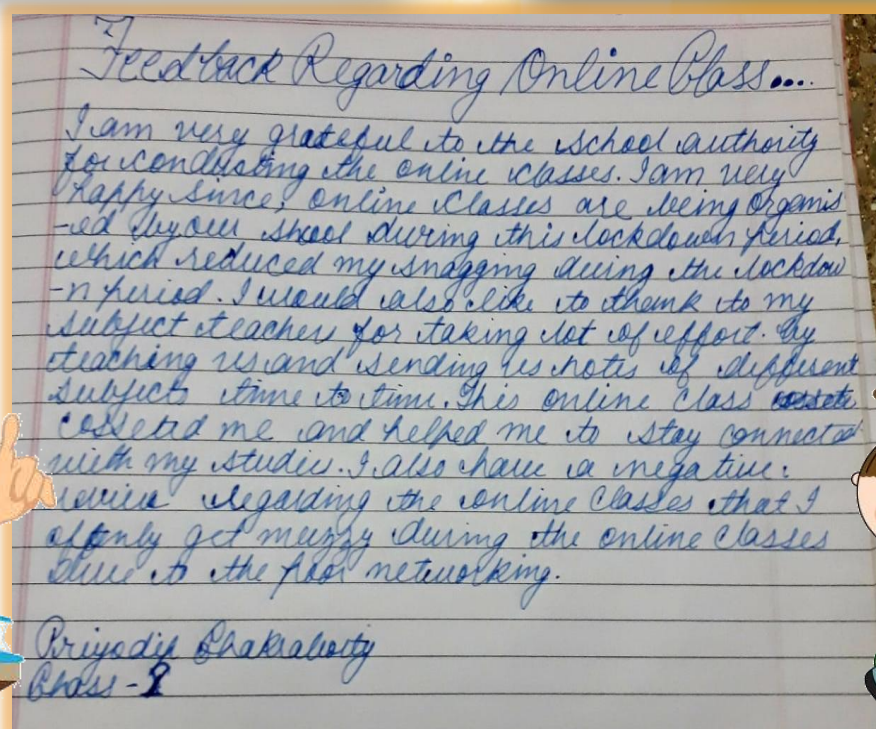 Feedback Regarding Online Class....
I am very grateful to the school authority
for conducting the online classes. I am very
happy since, online classes are being organis
-ed by our shool during this lockdown period,
which reduced my snagging during the lockdow
-n period. I would also like to thank to my
subject teacher for taking lot of effort. By
teaching us and sending us notes of different
subjects time to time. This online class
cosseted me and helped me to stay connected
with my studies. I also have a negative
review regarding the online classes that I
oftenly get muzzy during the online classes
due to the poor networking.
Priyodip Chakraborty
Class - 8